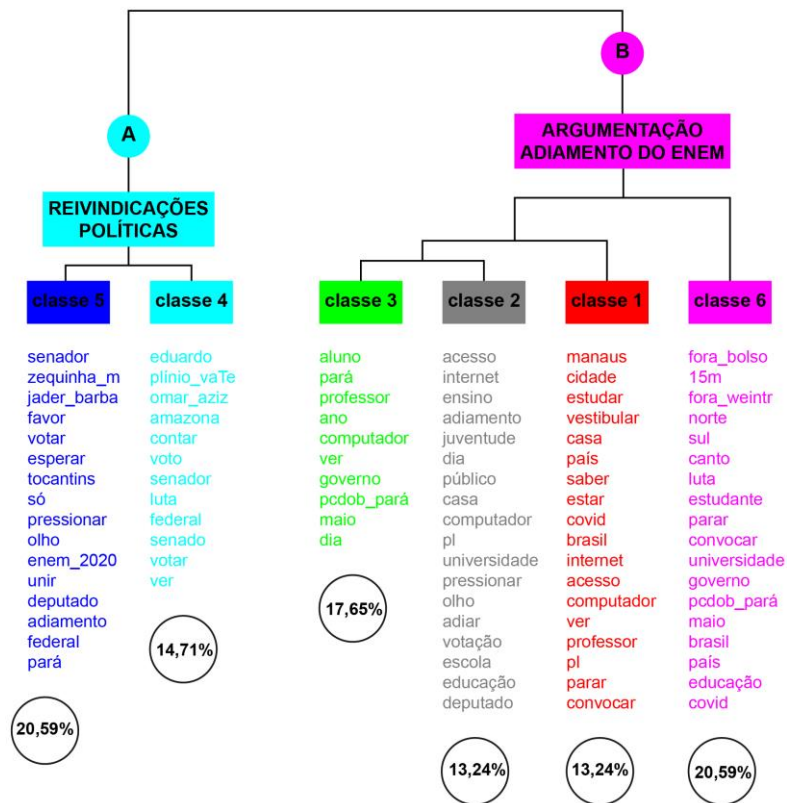 B
A
ARGUMENTAÇÃO
ADIAMENTO DO ENEM
REIVINDICAÇÕES
POLÍTICAS
classe 5
senador
zequinha_m
jader_barba
favor
votar
esperar
tocantins
só
pressionar
olho
enem_2020
unir
deputado
adiamento
federal
pará
20,59%
classe 4
eduardo
plinio_vaTe
omar_aziz
amazona
contar
voto
senador
luta
federal
senado
votar
ver
14,71%
classe 3
aluno
pará
professor
ano
computador
ver
governo
pcdob_pará
maio
dia
17,65%
classe 2
acesso
internet
ensino
adiamento
juventude
dia
público
casa
computador
pl
universidade
pressionar
olho
adiar
votação
escola
educação
deputado
13,24%
classe 1
manaus
cidade
estudar
vestibular
casa
país
saber
estar
covid
brasil
internet
acesso
computador
ver
professor
pl
parar
convocar
13,24%
classe 6
fora_bolso
15m
fora_weintr
norte
sul
canto
luta
estudante
parar
convocar
universidade
governo
pcdob_pará
maio
brasil
país
educação
covid
20,59%